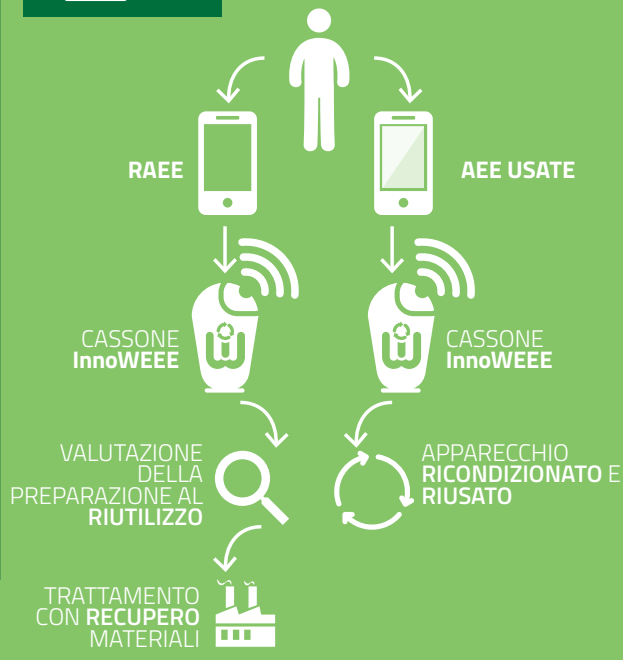 RAEE
AEE USATE
CASSONE
InnoWEEE
CASSONE
InnoWEEE
VALUTAZIONE
DELLA
PREPARAZIONE AL
RIUTILIZZO
APPARECCHIO
RICONDIZIONATO E
RIUSATO
TRATTAMENTO
CON RECUPERO
MATERIALI